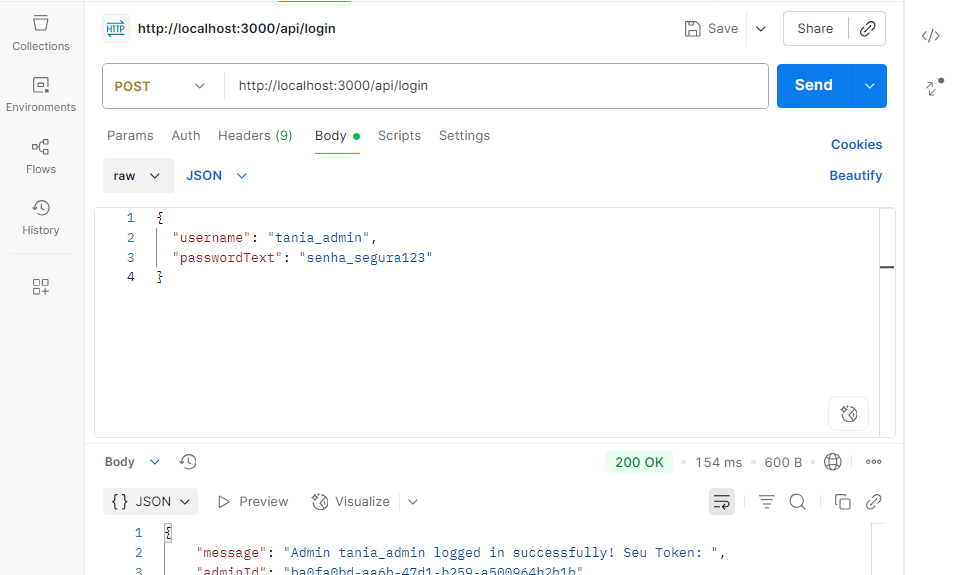 Collections
Environments
Flows
History
HTTP http://localhost:3000/api/login Save Share
POST http://localhost:3000/api/login Send
Params Auth Headers (9) Body Scripts Settings
Cookies
raw JSON Beautify
1 {
2 "username": "tania_admin",
3 "passwordText": "senha_segura123"
4 }
Body 200 OK 154 ms 600 B
{} JSON Preview Visualize
1 {
2 "message": "Admin tania_admin logged in successfully! Seu Token: ",
3 "adminId": "ba0fa0bd-aa6b-47d1-b259-a500964b2b1b"